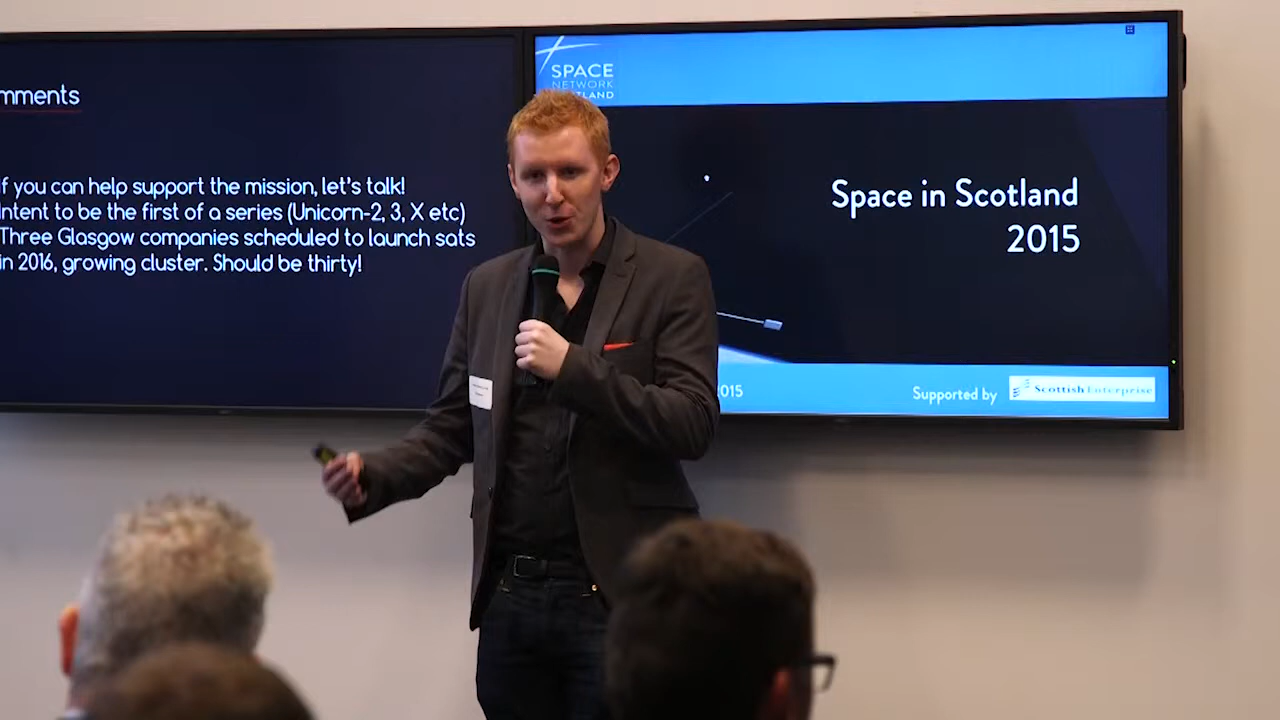 mments
If you can help support the mission, let's talk!
Intent to be the first of a series (Unicorn-2, 3, X etc)
Three Glasgow companies scheduled to launch sats
in 2016, growing cluster. Should be thirty!
SPACE
NETWORK
TLAND
Space in Scotland
2015
2015
Supported by
Scottish Enterprise